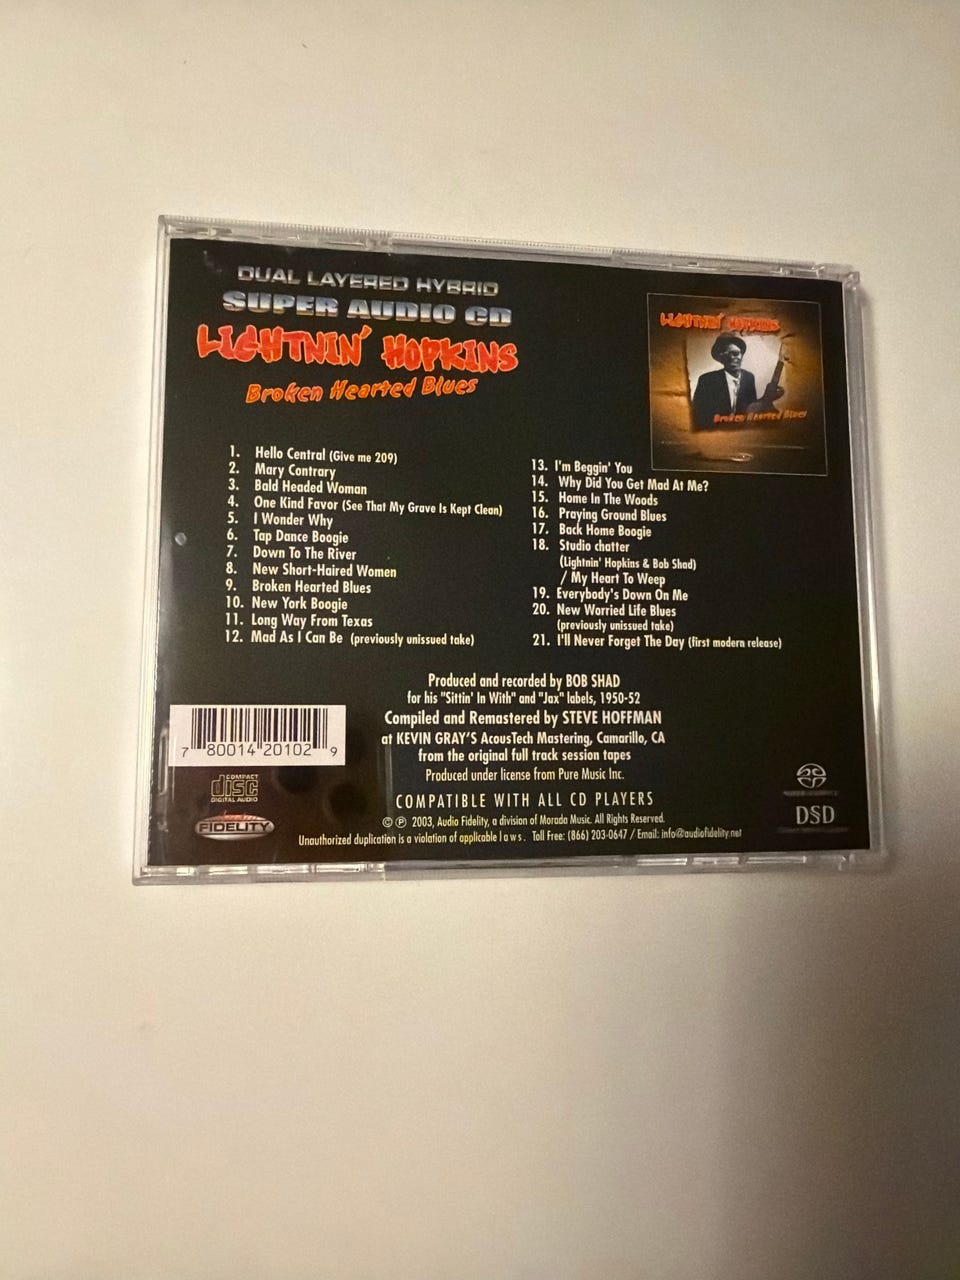 DUAL LAYERED HYBRID
SUPER AUDIO CD
LIGHTNIN' HOPKINS
Broken Hearted Blues
LIGHTNIN' HOPKINS
Broken Hearted Blues
1. Hello Central (Give me 209)
2. Mary Contrary
3. Bald Headed Woman
4. One Kind Favor (See That My Grave Is Kept Clean)
5. I Wonder Why
6. Tap Dance Boogie
7. Down To The River
8. New Short-Haired Women
9. Broken Hearted Blues
10. New York Boogie
11. Long Way From Texas
12. Mad As I Can Be (previously unissued take)
13. I'm Beggin' You
14. Why Did You Get Mad At Me?
15. Home In The Woods
16. Praying Ground Blues
17. Back Home Boogie
18. Studio chatter
(Lightnin' Hopkins & Bob Shad)
/ My Heart To Weep
19. Everybody's Down On Me
20. New Worried Life Blues
(previously unissued take)
21. I'll Never Forget The Day (first modern release)
Produced and recorded by BOB SHAD
for his "Sittin' In With" and "Jax" labels, 1950-52
Compiled and Remastered by STEVE HOFFMAN
at KEVIN GRAY'S AcousTech Mastering, Camarillo, CA
from the original full track session tapes
Produced under license from Pure Music Inc.
COMPATIBLE WITH ALL CD PLAYERS
© ℗ 2003, Audio Fidelity, a division of Morada Music. All Rights Reserved.
Unauthorized duplication is a violation of applicable laws. Toll Free: (866) 203-0647 / Email: info@audiofidelity.net
7 80014 20102 9
COMPACT
disc
DIGITAL AUDIO
FIDELITY
DSD